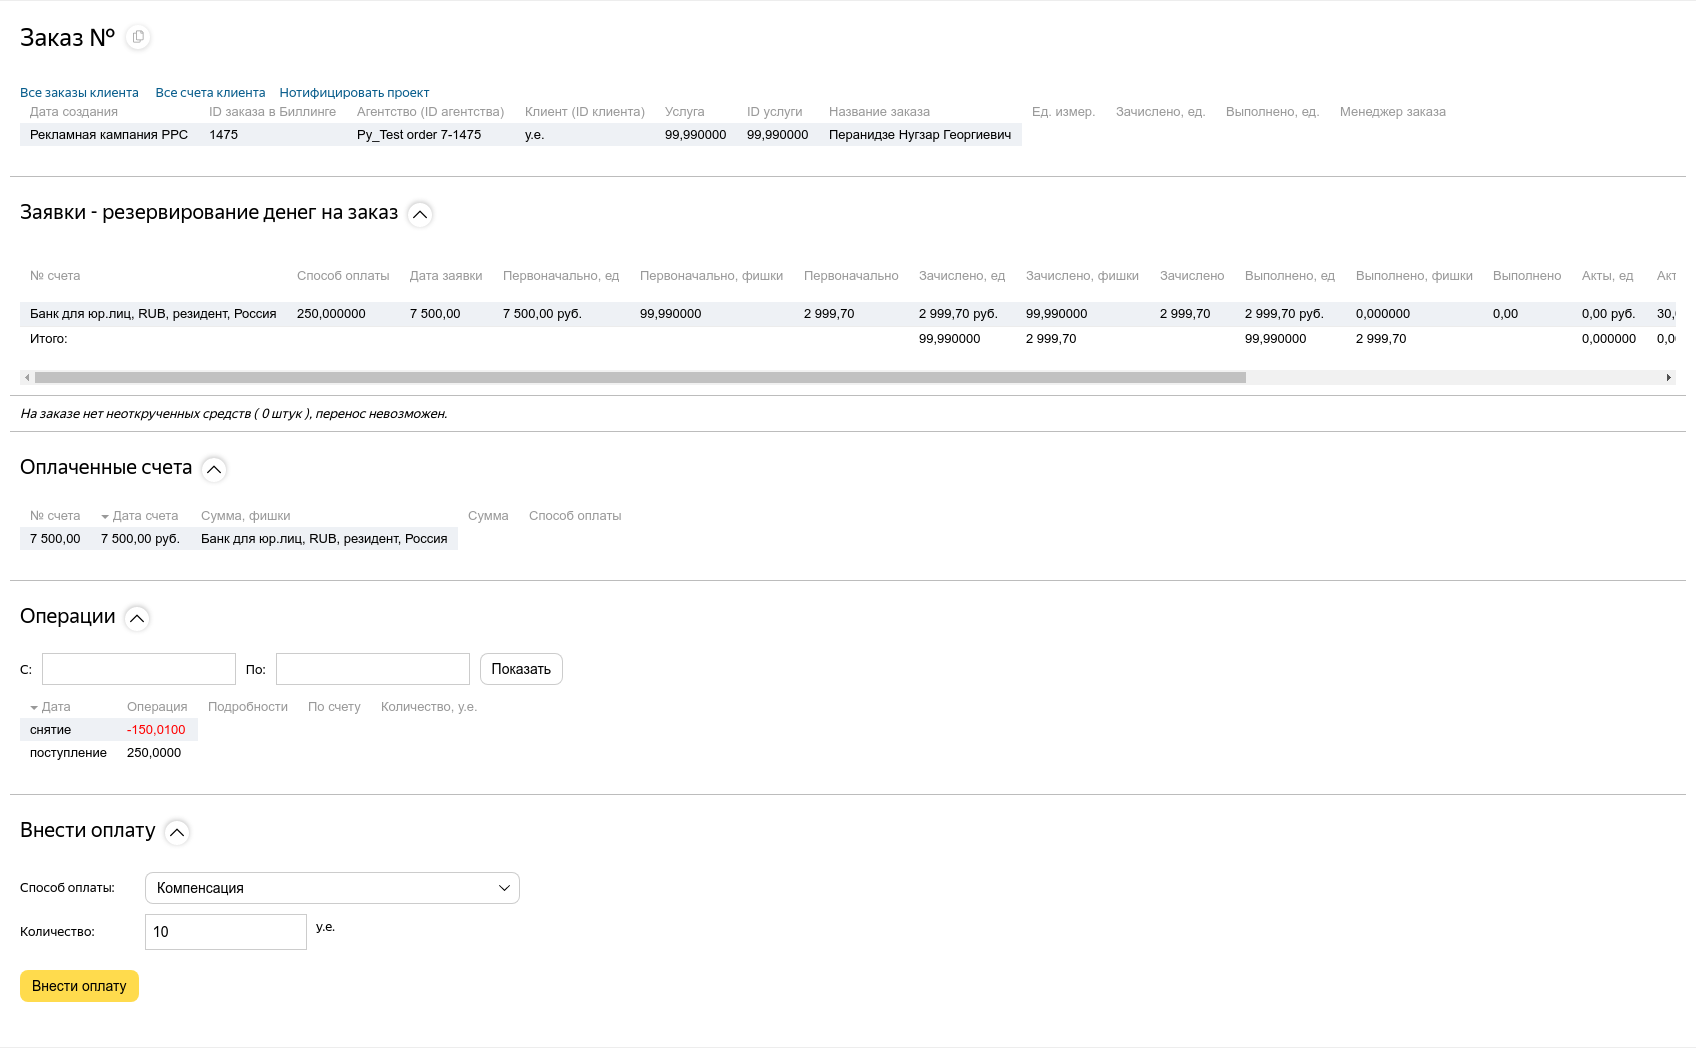 Заказ №
Все заказы клиента Все счета клиента Нотифицировать проект
Дата создания ID заказа в Биллинге Агентство (ID агентства) Клиент (ID клиента) Услуга ID услуги Название заказа Ед. измер. Зачислено, ед. Выполнено, ед. Менеджер заказа
Рекламная кампания РРС 1475 Py_Test order 7-1475 у.е. 99,990000 99,990000 Перанидзе Нугзар Георгиевич
Заявки - резервирование денег на заказ
№ счета Способ оплаты Дата заявки Первоначально, ед Первоначально, фишки Первоначально Зачислено, ед Зачислено, фишки Зачислено Выполнено, ед Выполнено, фишки Выполнено Акты, ед Акт
Банк для юр.лиц, RUB, резидент, Россия 250,000000 7 500,00 7 500,00 руб. 99,990000 2 999,70 2 999,70 руб. 99,990000 2 999,70 2 999,70 руб. 0,000000 0,00 0,00 руб. 30,
Итого: 99,990000 2 999,70 99,990000 2 999,70 0,000000 0,0
На заказе нет неоткрученных средств ( 0 штук ), перенос невозможен.
Оплаченные счета
№ счета Дата счета Сумма, фишки Сумма Способ оплаты
7 500,00 7 500,00 руб. Банк для юр.лиц, RUB, резидент, Россия
Операции
С: По: Показать
Дата Операция Подробности По счету Количество, у.е.
снятие -150,0100
поступление 250,0000
Внести оплату
Способ оплаты: Компенсация
Количество: 10 у.е.
Внести оплату